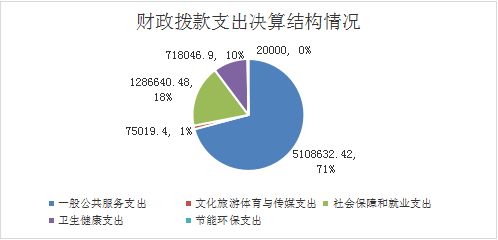 财政拨款支出决算结构情况
718046.9, 10%
20000, 0%
1286640.48,
18%
75019.4, 1%
5108632.42,
71%
一般公共服务支出
文化旅游体育与传媒支出
社会保障和就业支出
卫生健康支出
节能环保支出